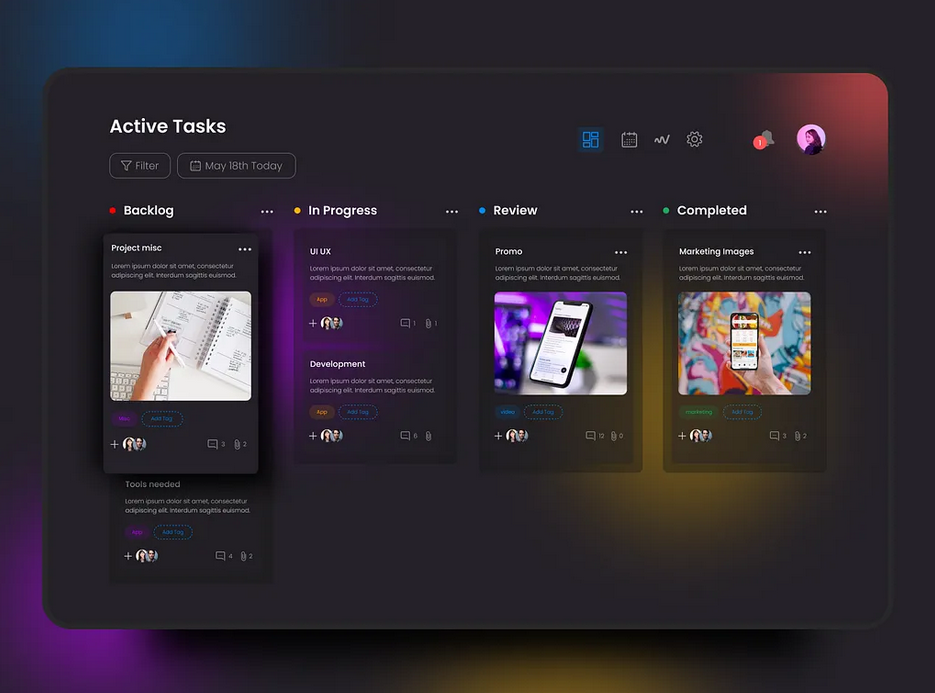 Active Tasks
Filter
May 18th Today
1
Backlog
Project misc
Lorem ipsum dolor sit amet, consectetur
adipiscing elit. Interdum sagittis euismod.
Misc
Add Tag
3
2
Tools needed
Lorem ipsum dolor sit amet, consectetur
adipiscing elit. Interdum sagittis euismod.
App
Add Tag
4
2
In Progress
UI UX
Lorem ipsum dolor sit amet, consectetur
adipiscing elit. Interdum sagittis euismod.
App
Add Tag
1
1
Development
Lorem ipsum dolor sit amet, consectetur
adipiscing elit. Interdum sagittis euismod.
App
Add Tag
6
Review
Promo
Lorem ipsum dolor sit amet, consectetur
adipiscing elit. Interdum sagittis euismod.
video
Add Tag
12
0
Completed
Marketing Images
Lorem ipsum dolor sit amet, consectetur
adipiscing elit. Interdum sagittis euismod.
marketing
Add Tag
3
2